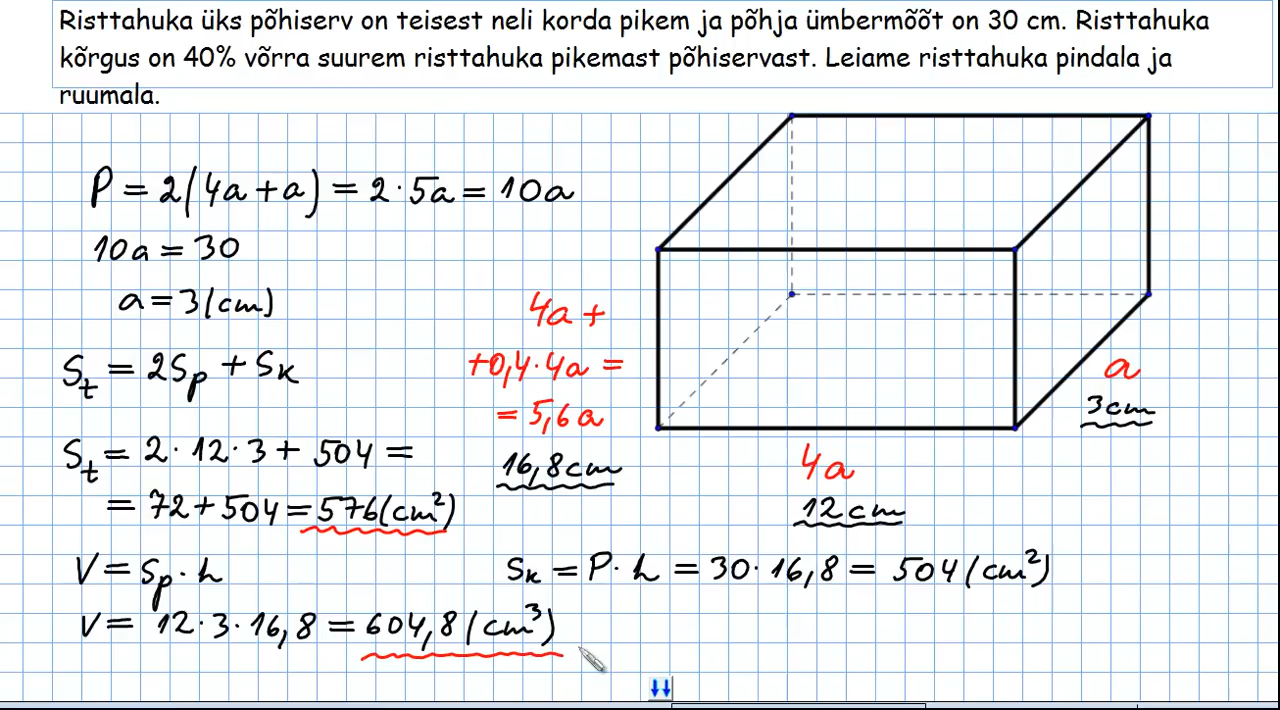 Risttahuka üks põhiserv on teisest neli korda pikem ja põhja ümbermõõt on 30 cm. Risttahuka
kõrgus on 40% võrra suurem risttahuka pikemast põhiservast. Leiame risttahuka pindala ja
ruumala.
P = 2(4a + a) = 2 · 5a = 10a
10a = 30
a = 3 (cm)
4a +
+0,4 · 4a =
= 5,6a
16,8cm
a
3cm
4a
12cm
St = 2Sp + Sk
St = 2 · 12 · 3 + 504 =
= 72 + 504 = 576 (cm²)
V = Sp · h
Sk = P · h = 30 · 16,8 = 504 (cm²)
V = 12 · 3 · 16,8 = 604,8 (cm³)